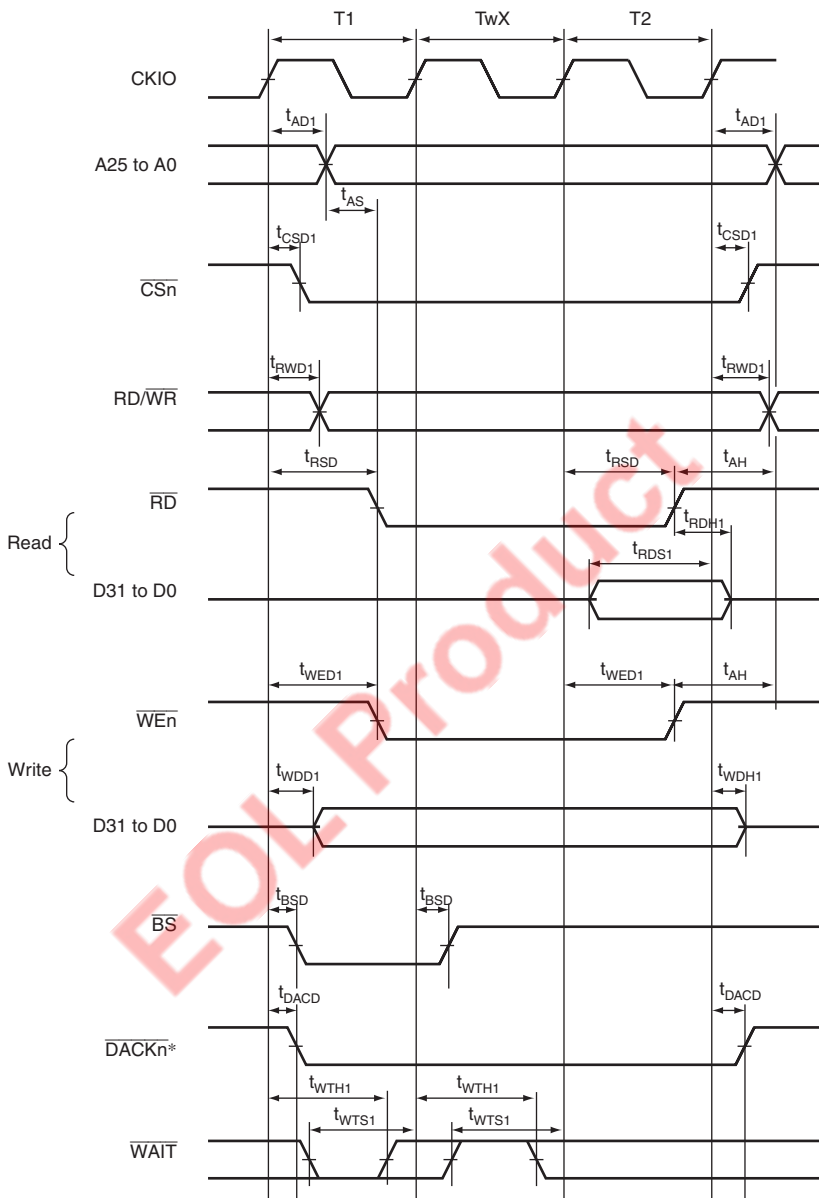 T1 TwX T2
CKIO
tAD1 tAD1
A25 to A0
tAS
tCSD1 tCSD1
CSn
tRWD1 tRWD1
RD/WR
tRSD tRSD tAH
RD
tRDH1
Read
tRDS1
D31 to D0
tWED1 tWED1 tAH
WEn
Write
tWDD1 tWDH1
D31 to D0
tBSD tBSD
BS
tDACD tDACD
DACKn*
tWTH1 tWTH1
tWTS1 tWTS1
WAIT
EOL Product